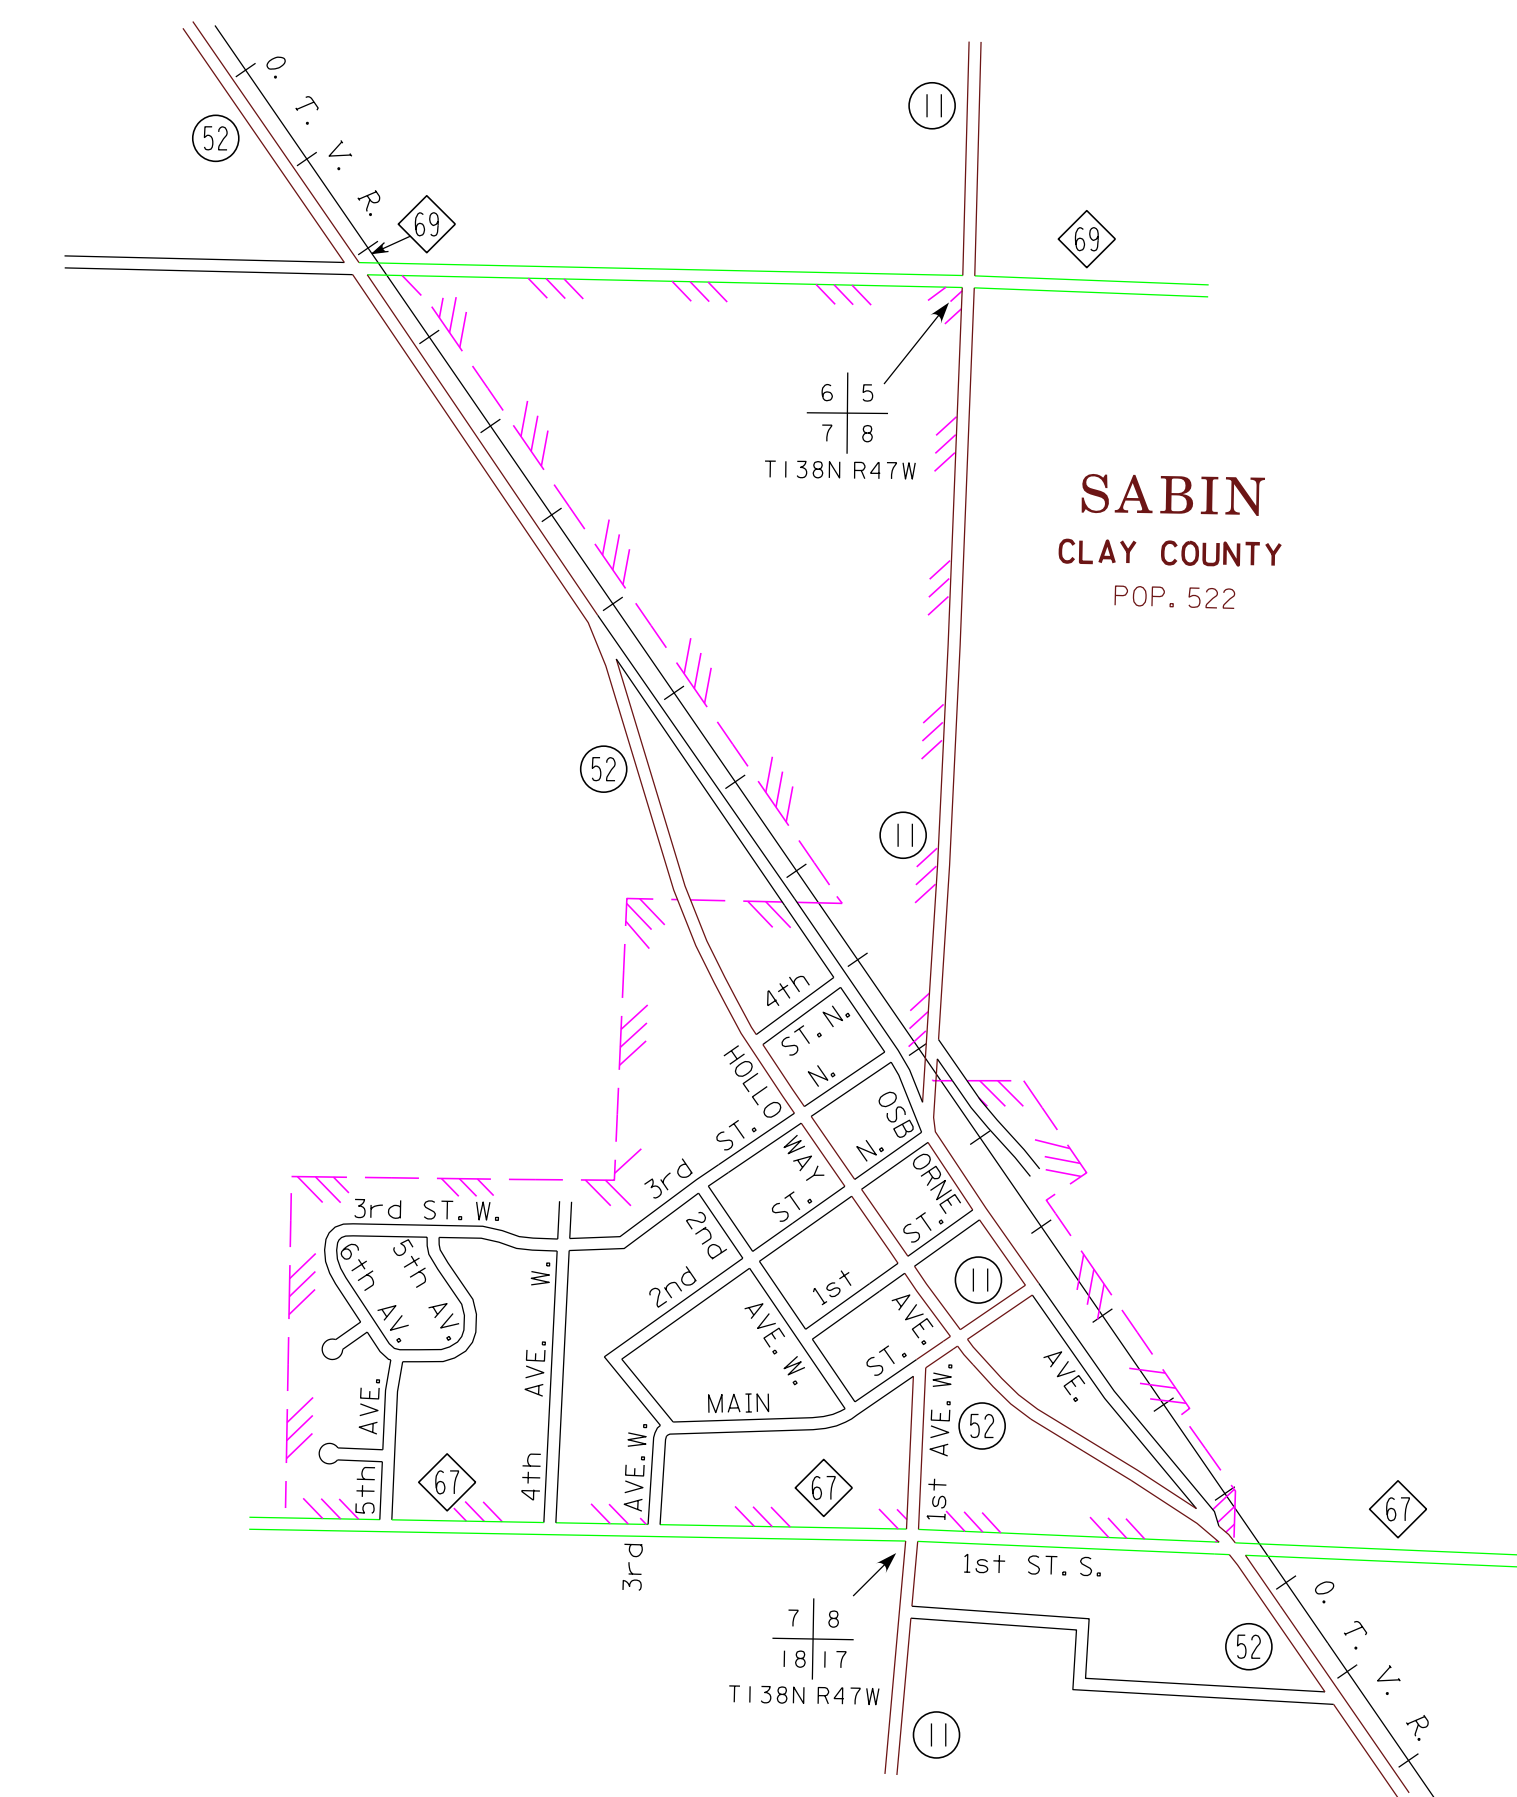 O. T. V. R.
11
52
69
69
6 5
7 8
T138N R47W
SABIN
CLAY COUNTY
POP. 522
52
11
4th ST. N.
HOLLOWAY AVE.
3rd ST. N.
OSBORNE AVE.
2nd ST. N.
3rd ST. W.
6th AV.
5th AV.
2nd AVE. W.
1st ST.
11
W.
4th AVE.
MAIN ST.
AVE.
5th AVE.
3rd AVE. W.
1st AVE. W.
52
67
67
67
1st ST. S.
7 8
18 17
T138N R47W
52
O. T. V. R.
11